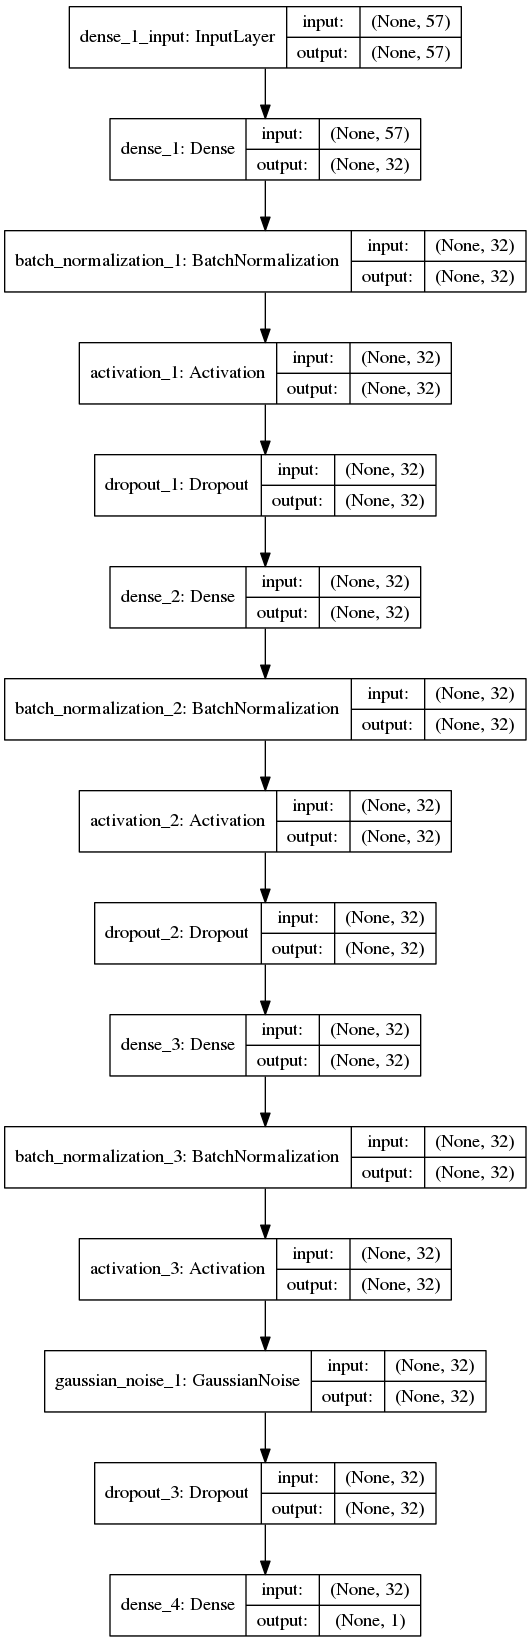 dense_1_input: InputLayer
input: (None, 57)
output: (None, 57)
dense_1: Dense
input: (None, 57)
output: (None, 32)
batch_normalization_1: BatchNormalization
input: (None, 32)
output: (None, 32)
activation_1: Activation
input: (None, 32)
output: (None, 32)
dropout_1: Dropout
input: (None, 32)
output: (None, 32)
dense_2: Dense
input: (None, 32)
output: (None, 32)
batch_normalization_2: BatchNormalization
input: (None, 32)
output: (None, 32)
activation_2: Activation
input: (None, 32)
output: (None, 32)
dropout_2: Dropout
input: (None, 32)
output: (None, 32)
dense_3: Dense
input: (None, 32)
output: (None, 32)
batch_normalization_3: BatchNormalization
input: (None, 32)
output: (None, 32)
activation_3: Activation
input: (None, 32)
output: (None, 32)
gaussian_noise_1: GaussianNoise
input: (None, 32)
output: (None, 32)
dropout_3: Dropout
input: (None, 32)
output: (None, 32)
dense_4: Dense
input: (None, 32)
output: (None, 1)